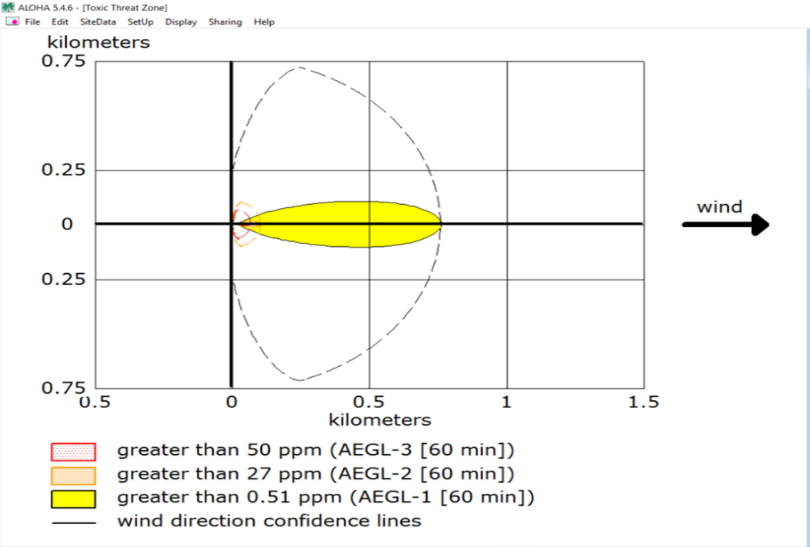 ALOHA 5.4.6 - [Toxic Threat Zone]
File Edit SiteData SetUp Display Sharing Help
kilometers
0.75
0.25
0
0.25
0.75
0.5 0 0.5 1 1.5
kilometers
wind
greater than 50 ppm (AEGL-3 [60 min])
greater than 27 ppm (AEGL-2 [60 min])
greater than 0.51 ppm (AEGL-1 [60 min])
wind direction confidence lines